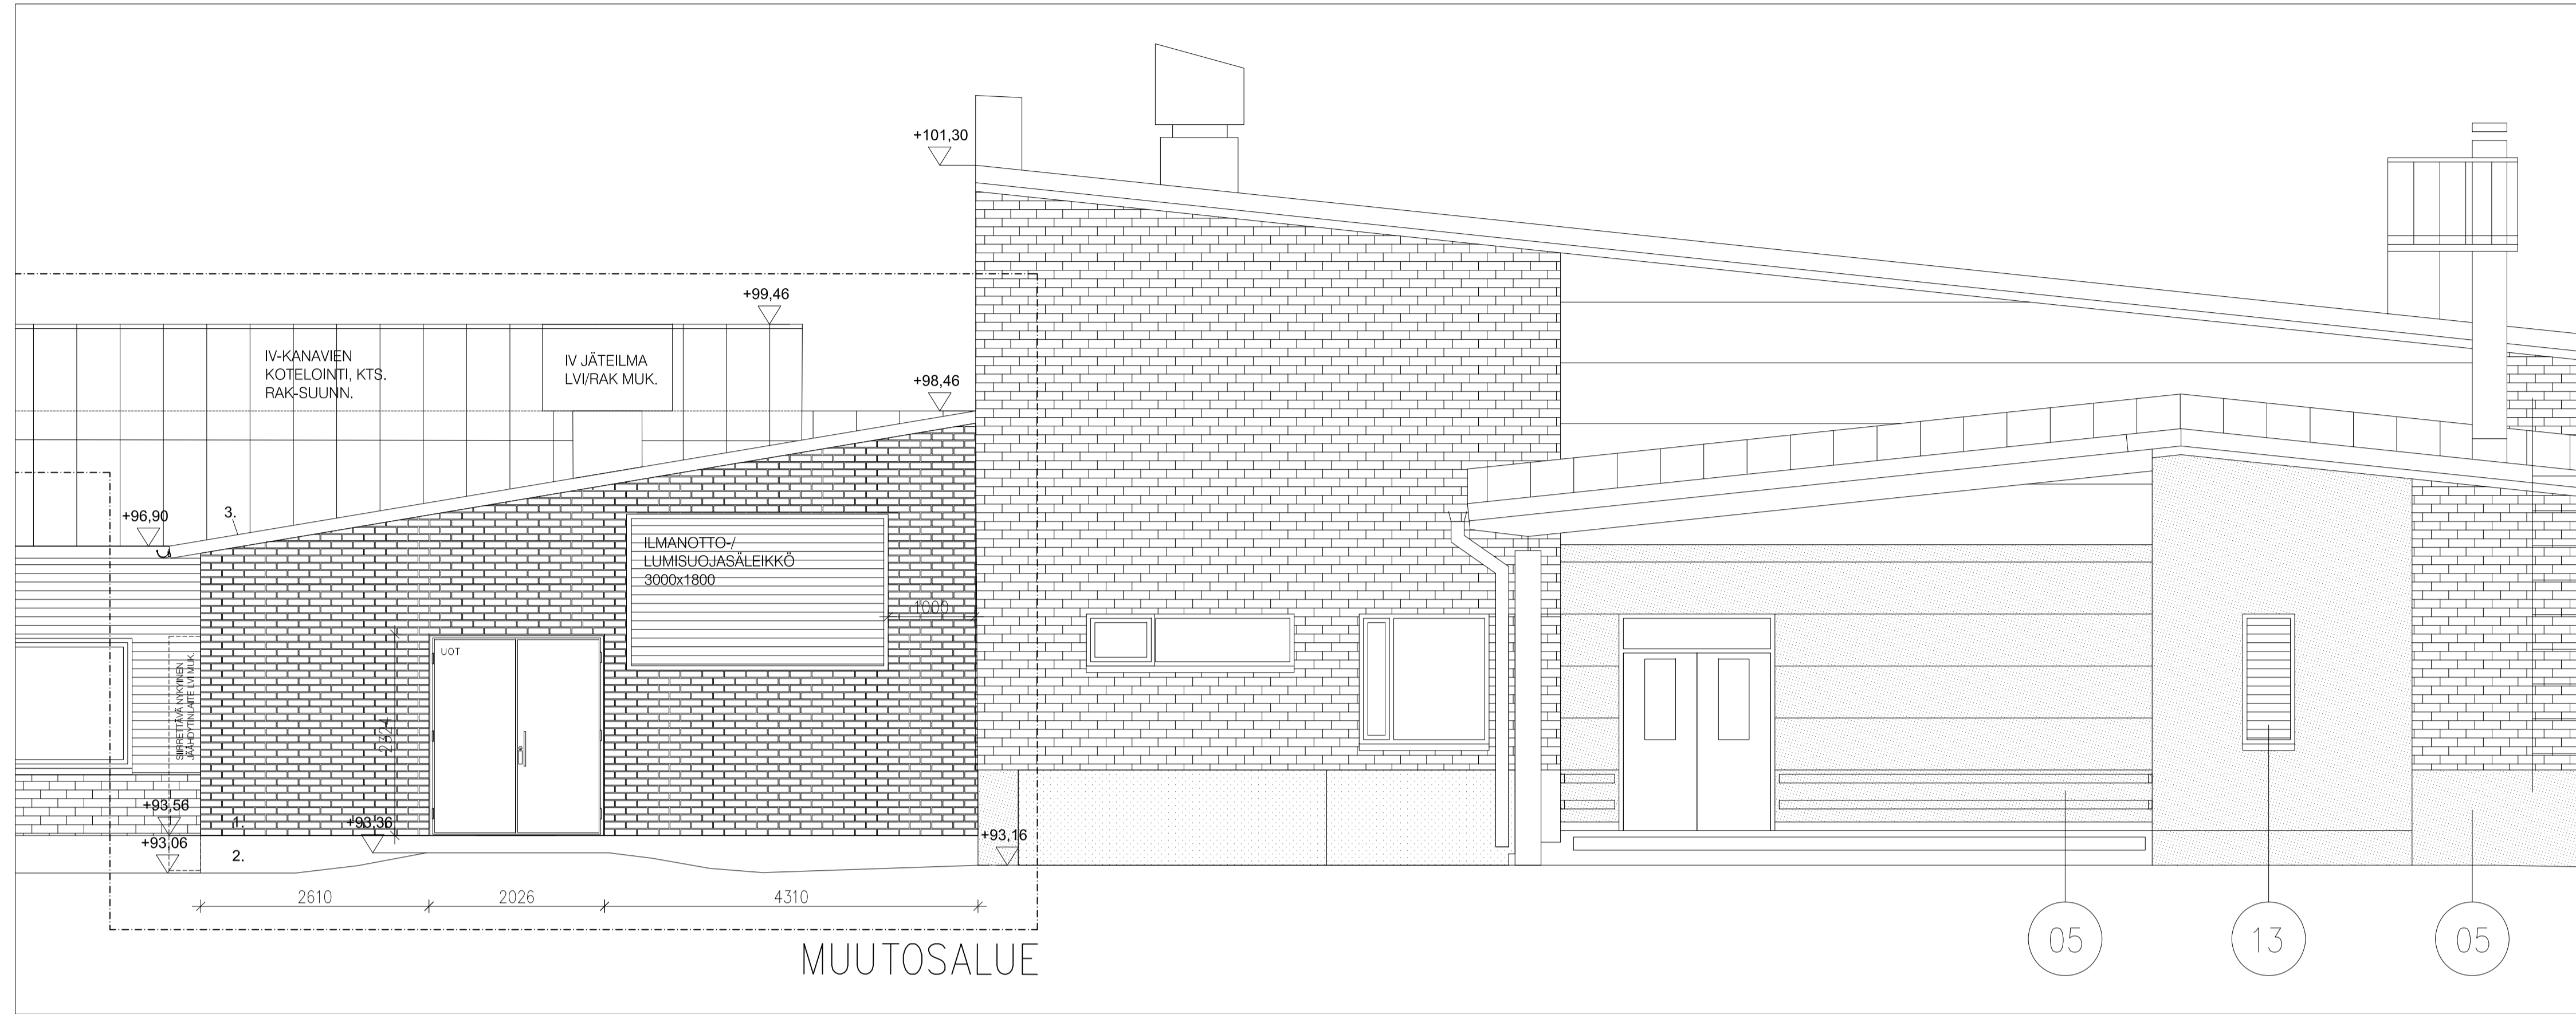 +101,30
+99,46
IV-KANAVIEN
KOTELOINTI, KTS.
RAK-SUUNN.
IV JÄTEILMA
LVI/RAK MUK.
+98,46
+96,90
3.
ILMANOTTO-/
LUMISUOJASÄLEIKKÖ
3000x1800
1000
UOT
SIIRRETTÄVÄ NYKYINEN
JÄÄHDYTINLAITE LVI MUK.
2324
+93,56
1.
+93,36
+93,16
+93,06
2.
2610
2026
4310
MUUTOSALUE
05
13
05